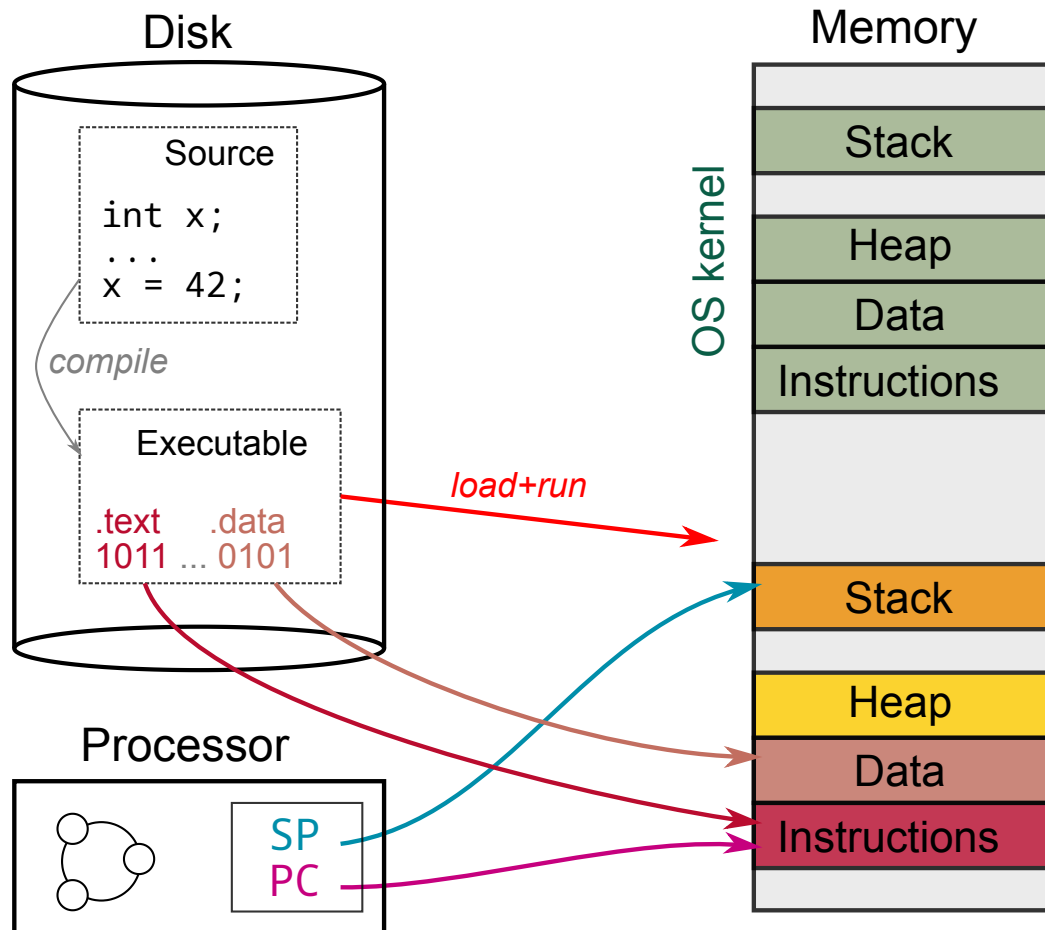 Disk
Source
int x;
...
x = 42;
compile
Executable
.text .data
1011 ... 0101
load+run
Processor
SP
PC
Memory
OS kernel
Stack
Heap
Data
Instructions
Stack
Heap
Data
Instructions